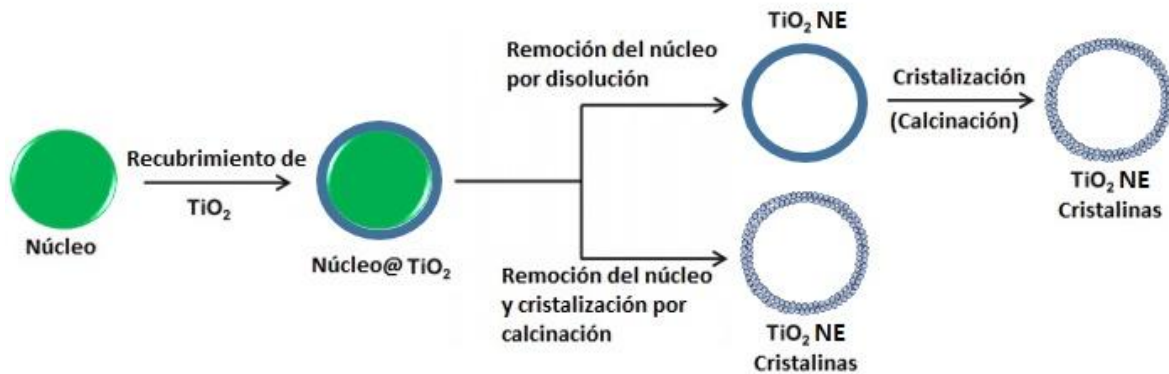 Núcleo
Recubrimiento de
TiO₂
Núcleo@ TiO₂
Remoción del núcleo
por disolución
TiO₂ NE
Cristalización
(Calcinación)
TiO₂ NE
Cristalinas
Remoción del núcleo
y cristalización por
calcinación
TiO₂ NE
Cristalinas